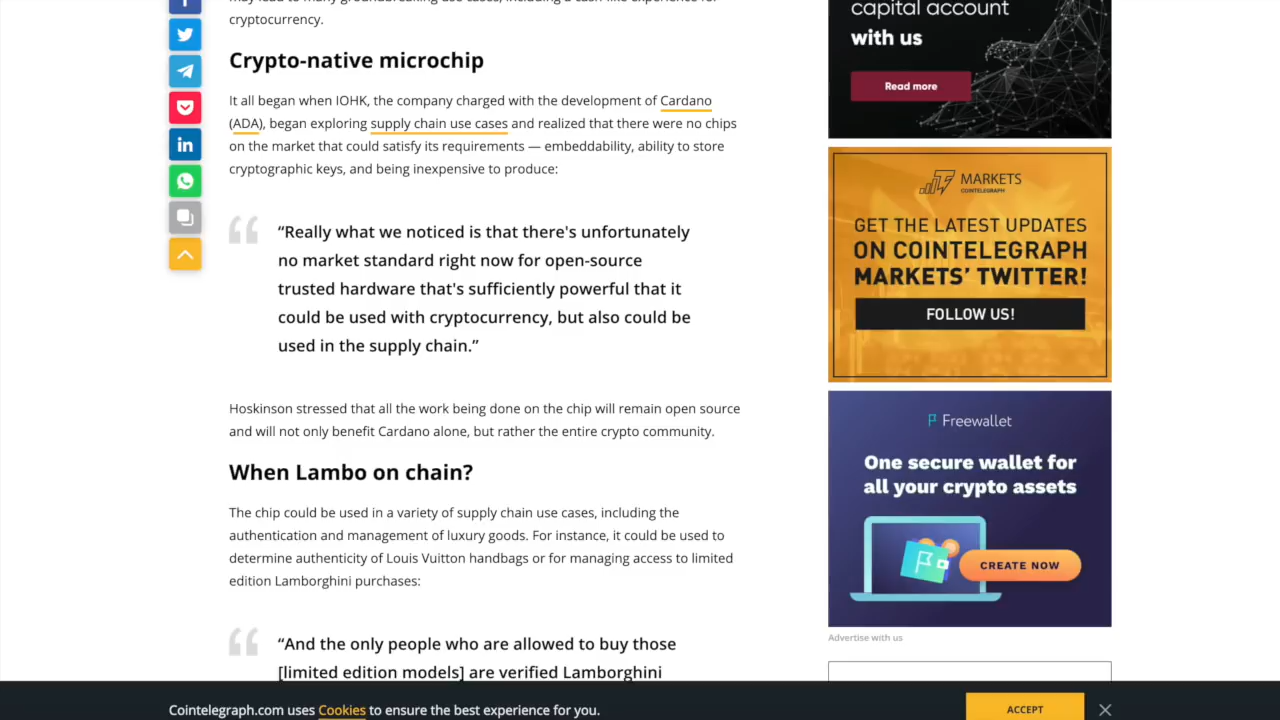 may lead to many groundbreaking use cases, including a cash-like experience for
cryptocurrency.
Crypto-native microchip
It all began when IOHK, the company charged with the development of Cardano
(ADA), began exploring supply chain use cases and realized that there were no chips
on the market that could satisfy its requirements — embeddability, ability to store
cryptographic keys, and being inexpensive to produce:
“Really what we noticed is that there's unfortunately
no market standard right now for open-source
trusted hardware that's sufficiently powerful that it
could be used with cryptocurrency, but also could be
used in the supply chain.”
Hoskinson stressed that all the work being done on the chip will remain open source
and will not only benefit Cardano alone, but rather the entire crypto community.
When Lambo on chain?
The chip could be used in a variety of supply chain use cases, including the
authentication and management of luxury goods. For instance, it could be used to
determine authenticity of Louis Vuitton handbags or for managing access to limited
edition Lamborghini purchases:
“And the only people who are allowed to buy those
[limited edition models] are verified Lamborghini
capital account
with us
Read more
MARKETS
COINTELEGRAPH
GET THE LATEST UPDATES
ON COINTELEGRAPH
MARKETS’ TWITTER!
FOLLOW US!
Freewallet
One secure wallet for
all your crypto assets
CREATE NOW
Advertise with us
Cointelegraph.com uses Cookies to ensure the best experience for you.
ACCEPT